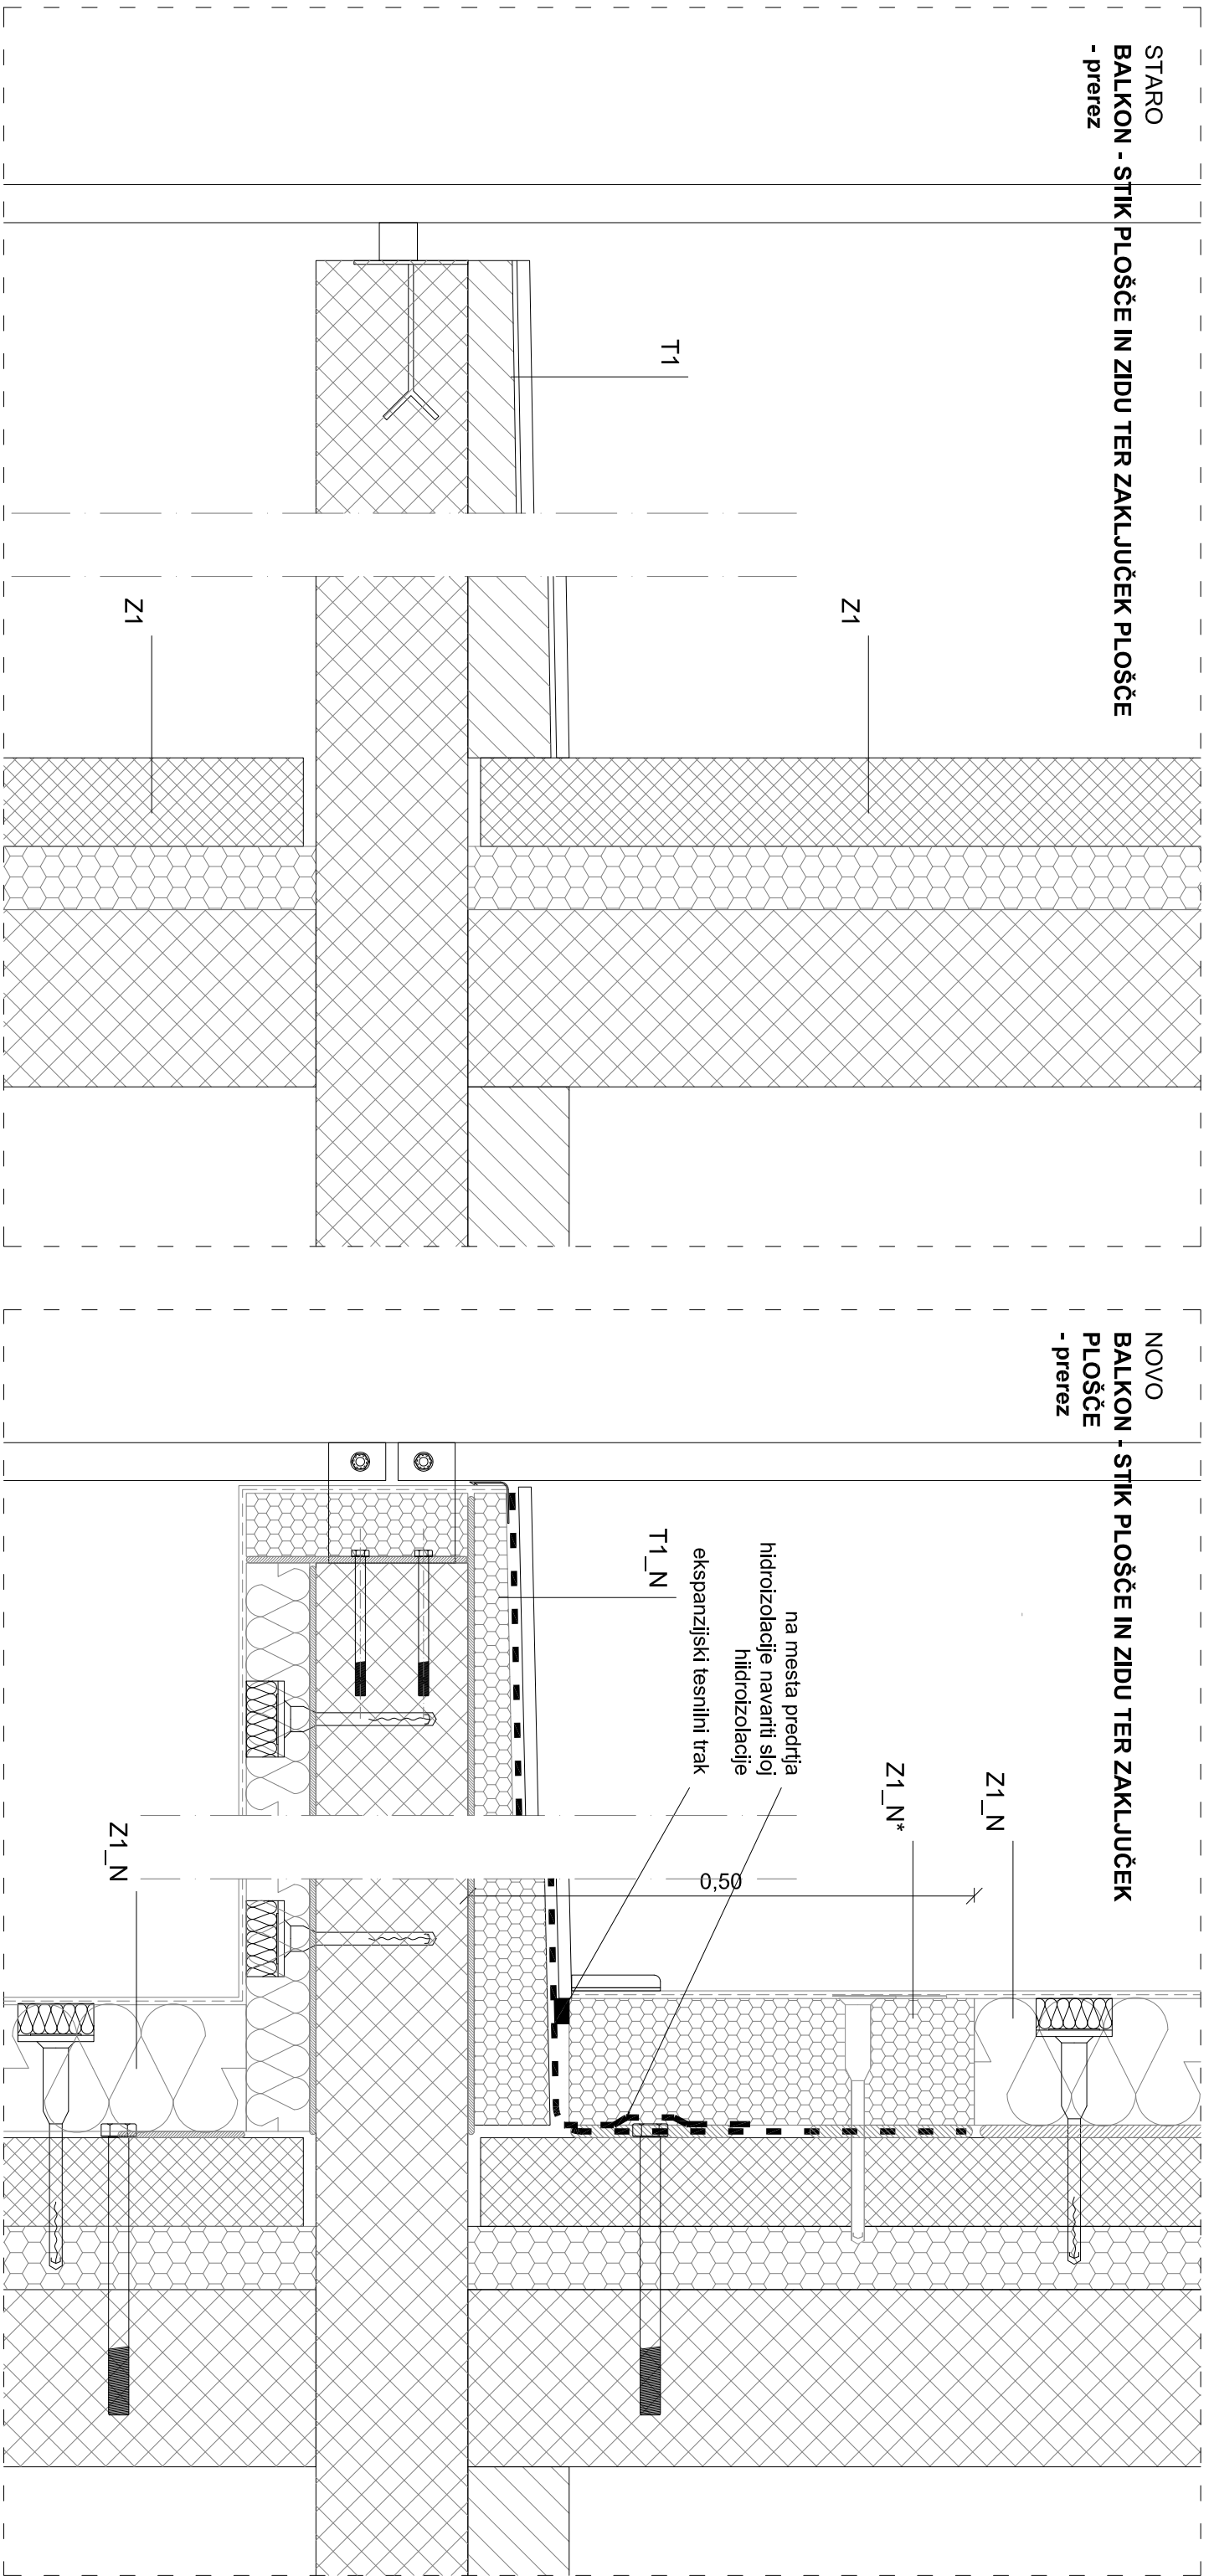 STARO
BALKON - STIK PLOŠČE IN ZIDU TER ZAKLJUČEK PLOŠČE
- prerez
T1
Z1
Z1
NOVO
BALKON - STIK PLOŠČE IN ZIDU TER ZAKLJUČEK
PLOŠČE
- prerez
Z1_N
Z1_N*
na mesta predrtja
hidroizolacije navariti sloj
hiidroizolacije
ekspanzijski tesnilni trak
T1_N
0,50
Z1_N